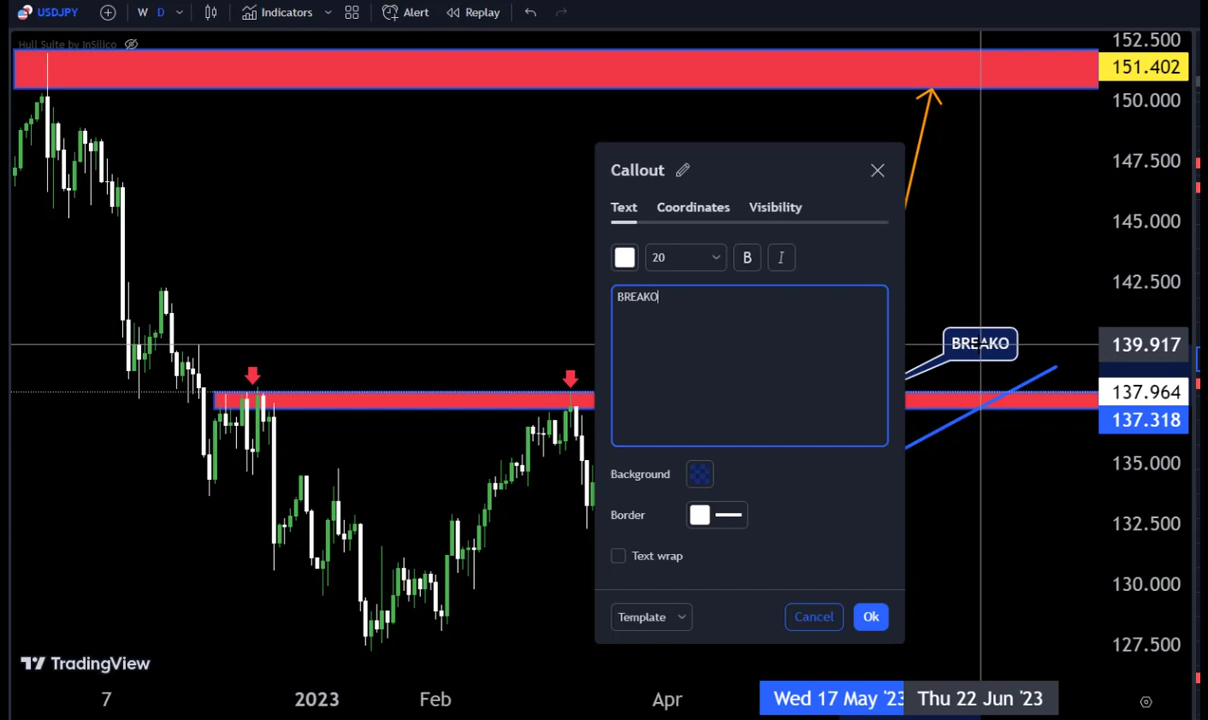 USDJPY
W D
Indicators
Alert
Replay
Hull Suite by InSilico
152.500
151.402
150.000
147.500
145.000
142.500
139.917
137.964
137.318
135.000
132.500
130.000
127.500
Callout
Text Coordinates Visibility
20 B I
BREAKO
Background
Border
Text wrap
Template Cancel Ok
BREAKO
TradingView
7 2023 Feb Apr Wed 17 May '23 Thu 22 Jun '23